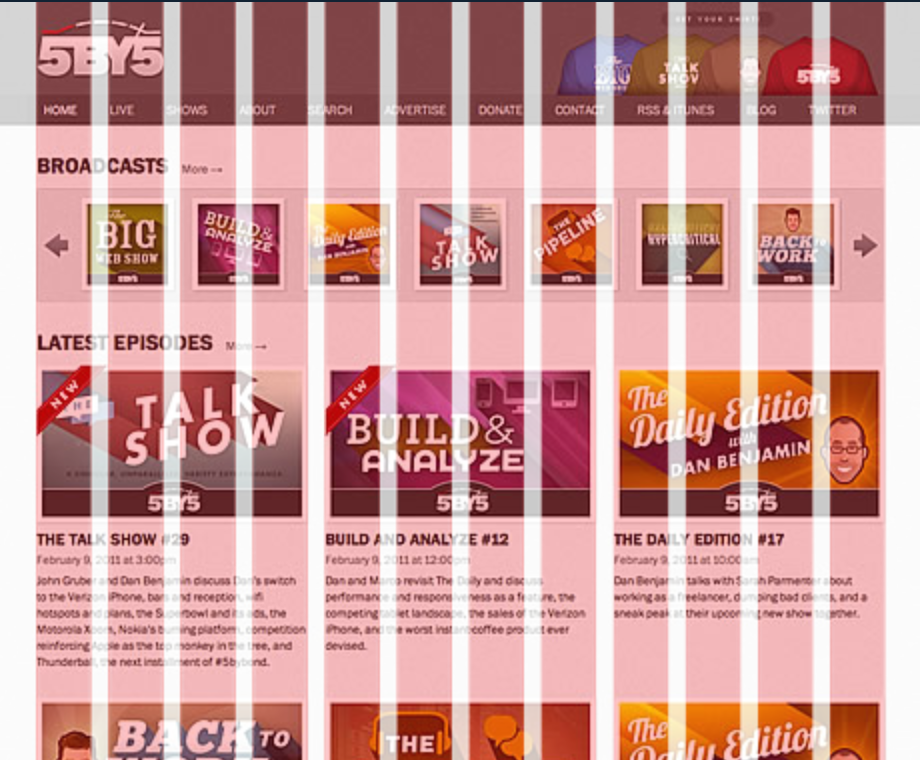 GET YOUR SHIRT!
5BY5
The BIG
TALK SHOW
5BY5
HOME LIVE SHOWS ABOUT SEARCH ADVERTISE DONATE CONTACT RSS & ITUNES BLOG TWITTER
BROADCASTS More →
The BIG WEB SHOW
5BY5
BUILD & ANALYZE
5BY5
The Daily Edition
DAN BENJAMIN
5BY5
TALK SHOW
5BY5
THE PIPELINE
5BY5
HYPERCRITICAL
5BY5
BACK TO WORK
5BY5
LATEST EPISODES More →
NEW
THE
TALK
SHOW
5BY5
NEW
BUILD &
ANALYZE
5BY5
The
Daily Edition
with
DAN BENJAMIN
5BY5
THE TALK SHOW #29
February 9, 2011 at 3:00pm
John Gruber and Dan Benjamin discuss Dan's switch
to the Verizon iPhone, bars and reception, wifi
hotspots and plans, the Superbowl and its ads, the
Motorola Xoom, Nokia's burning platform, competition
reinforcing Apple as the top monkey in the tree, and
Thunderbolt, the next installment of #5bybond.
BUILD AND ANALYZE #12
February 9, 2011 at 12:00pm
Dan and Marco revisit The Daily and discuss
performance and responsiveness as a feature, the
competing tablet landscape, the sales of the Verizon
iPhone, and the worst instant-coffee product ever
devised.
THE DAILY EDITION #17
February 9, 2011 at 10:00am
Dan Benjamin talks with Sarah Parmenter about
working as a freelancer, dumping bad clients, and a
sneak peak at their upcoming new show together.
BACK TO
THE
The
Daily Edition